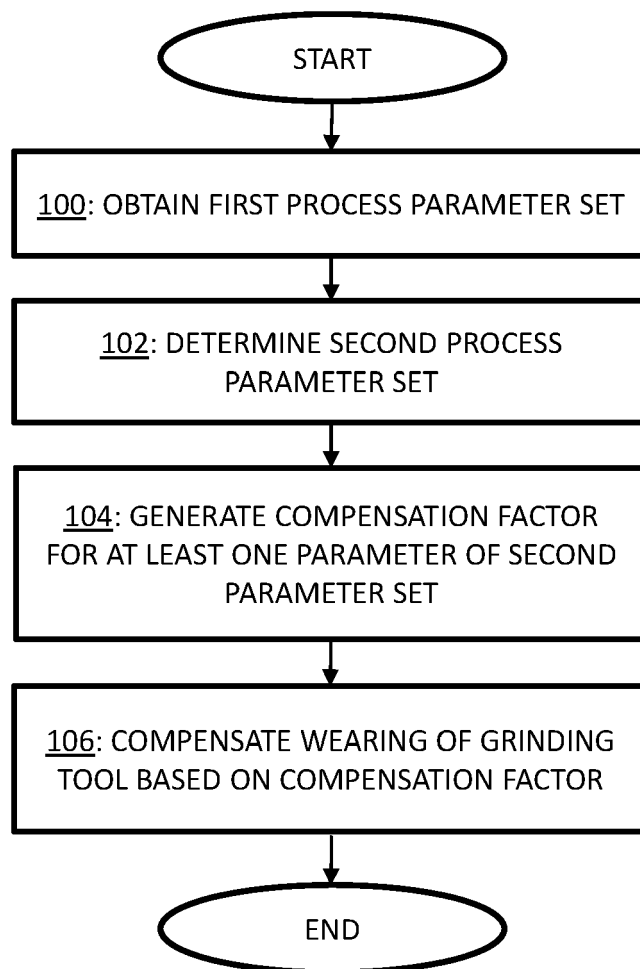 START
100: OBTAIN FIRST PROCESS PARAMETER SET
102: DETERMINE SECOND PROCESS
PARAMETER SET
104: GENERATE COMPENSATION FACTOR
FOR AT LEAST ONE PARAMETER OF SECOND
PARAMETER SET
106: COMPENSATE WEARING OF GRINDING
TOOL BASED ON COMPENSATION FACTOR
END